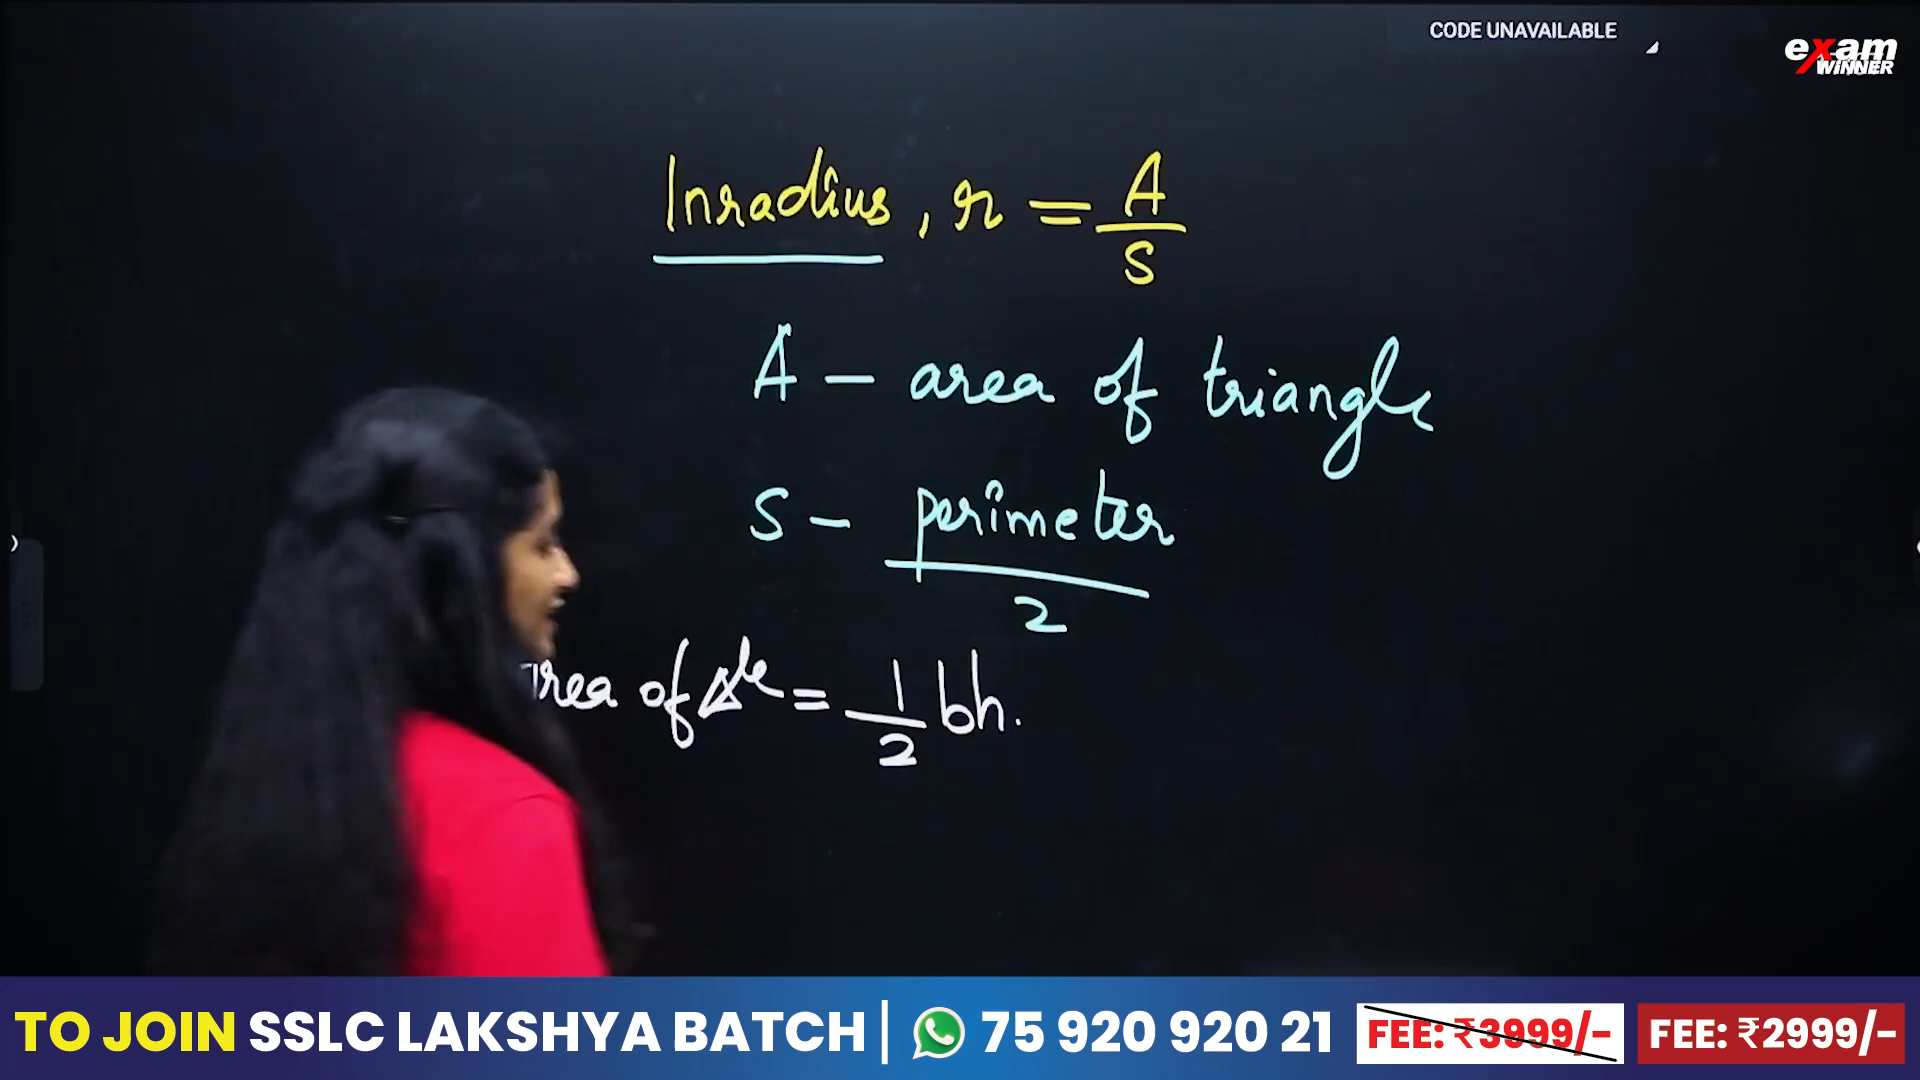 CODE UNAVAILABLE
exam
WINNER
Inradius, r = A/S
A – area of triangle
S – perimeter/2
of Δle = 1/2 bh.
TO JOIN SSLC LAKSHYA BATCH | 75 920 920 21 FEE: ₹3999/- FEE: ₹2999/-